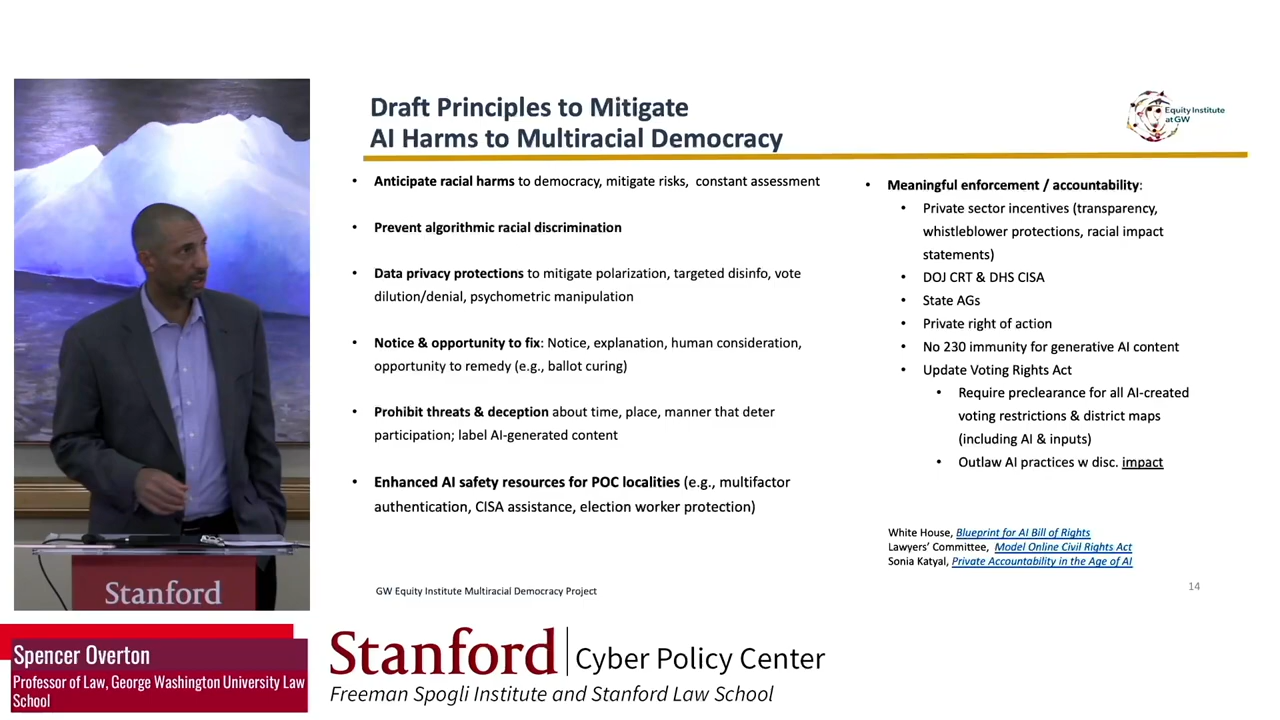 Draft Principles to Mitigate
AI Harms to Multiracial Democracy
Equity Institute
at GW
• Anticipate racial harms to democracy, mitigate risks, constant assessment
• Prevent algorithmic racial discrimination
• Data privacy protections to mitigate polarization, targeted disinfo, vote
dilution/denial, psychometric manipulation
• Notice & opportunity to fix: Notice, explanation, human consideration,
opportunity to remedy (e.g., ballot curing)
• Prohibit threats & deception about time, place, manner that deter
participation; label AI-generated content
• Enhanced AI safety resources for POC localities (e.g., multifactor
authentication, CISA assistance, election worker protection)
• Meaningful enforcement / accountability:
• Private sector incentives (transparency,
whistleblower protections, racial impact
statements)
• DOJ CRT & DHS CISA
• State AGs
• Private right of action
• No 230 immunity for generative AI content
• Update Voting Rights Act
• Require preclearance for all AI-created
voting restrictions & district maps
(including AI & inputs)
• Outlaw AI practices w disc. impact
White House, Blueprint for AI Bill of Rights
Lawyers' Committee, Model Online Civil Rights Act
Sonia Katyal, Private Accountability in the Age of AI
GW Equity Institute Multiracial Democracy Project
14
Stanford
Spencer Overton
Professor of Law, George Washington University Law
School
Stanford | Cyber Policy Center
Freeman Spogli Institute and Stanford Law School